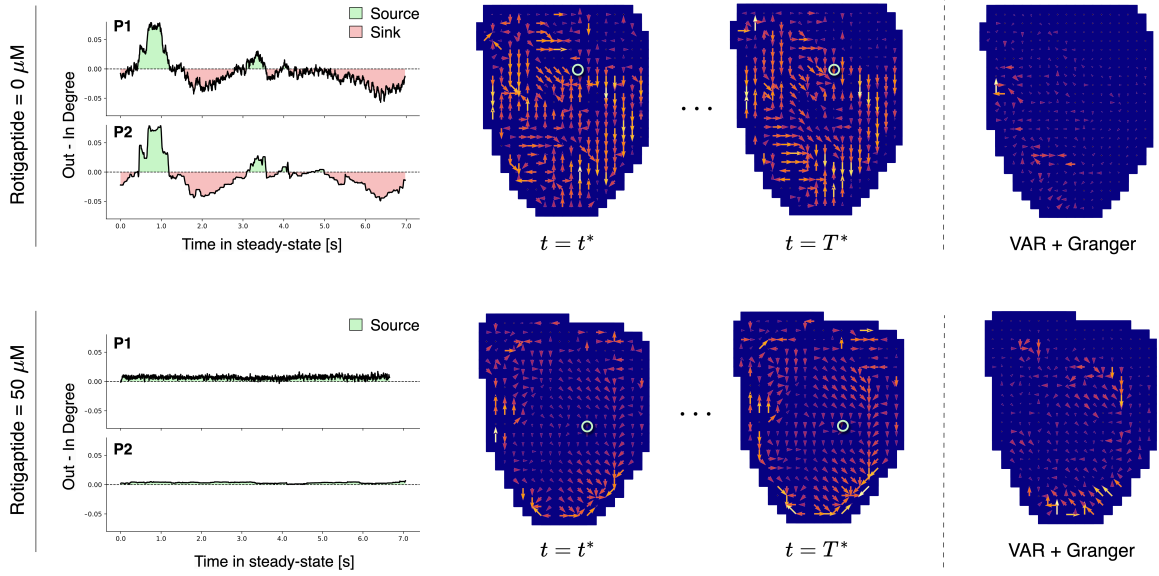 Rotigaptide = 0 μM
Out - In Degree
P1
Source
Sink
0.05
0.00
−0.05
P2
0.05
0.00
−0.05
0.0 1.0 2.0 3.0 4.0 5.0 6.0 7.0
Time in steady-state [s]
t = t*
...
t = T*
VAR + Granger
Rotigaptide = 50 μM
Out - In Degree
Source
P1
0.05
0.00
−0.05
P2
0.05
0.00
−0.05
0.0 1.0 2.0 3.0 4.0 5.0 6.0 7.0
Time in steady-state [s]
t = t*
...
t = T*
VAR + Granger